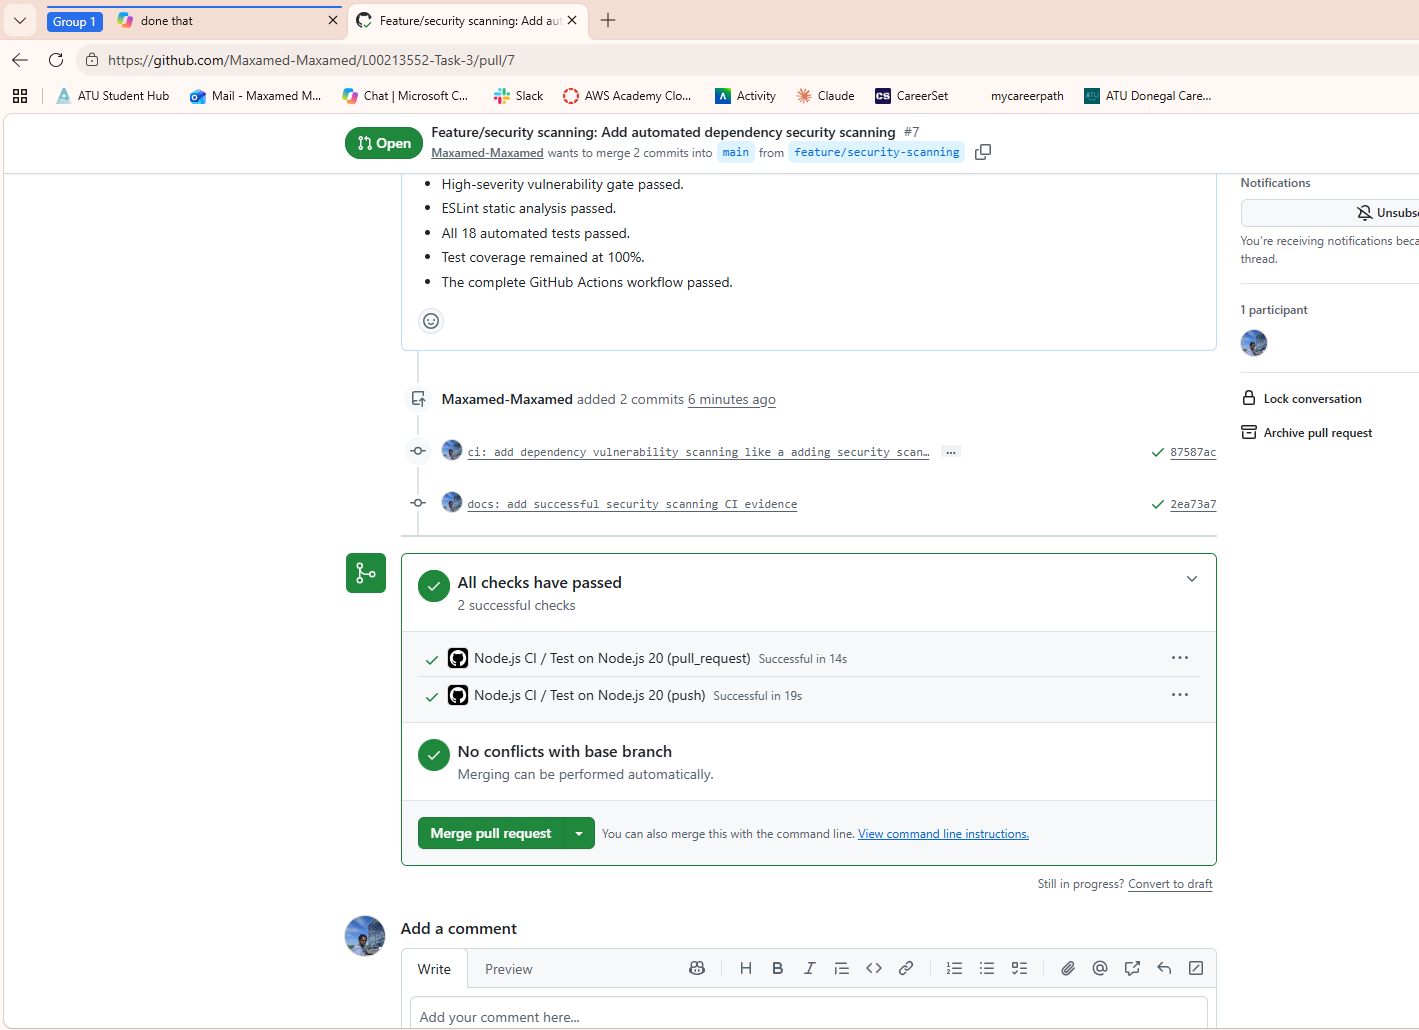 Group 1
done that
Feature/security scanning: Add aut
https://github.com/Maxamed-Maxamed/L00213552-Task-3/pull/7
ATU Student Hub
Mail - Maxamed M...
Chat | Microsoft C...
Slack
AWS Academy Clo...
Activity
Claude
CS CareerSet
mycareerpath
ATU Donegal Care...
Open
Feature/security scanning: Add automated dependency security scanning #7
Maxamed-Maxamed wants to merge 2 commits into main from feature/security-scanning
High-severity vulnerability gate passed.
ESLint static analysis passed.
All 18 automated tests passed.
Test coverage remained at 100%.
The complete GitHub Actions workflow passed.
Notifications
Unsubs
You're receiving notifications beca
thread.
1 participant
Lock conversation
Archive pull request
Maxamed-Maxamed added 2 commits 6 minutes ago
ci: add dependency vulnerability scanning like a adding security scan… ... 87587ac
docs: add successful security scanning CI evidence 2ea73a7
All checks have passed
2 successful checks
Node.js CI / Test on Node.js 20 (pull_request) Successful in 14s
Node.js CI / Test on Node.js 20 (push) Successful in 19s
No conflicts with base branch
Merging can be performed automatically.
Merge pull request You can also merge this with the command line. View command line instructions.
Still in progress? Convert to draft
Add a comment
Write Preview
Add your comment here...